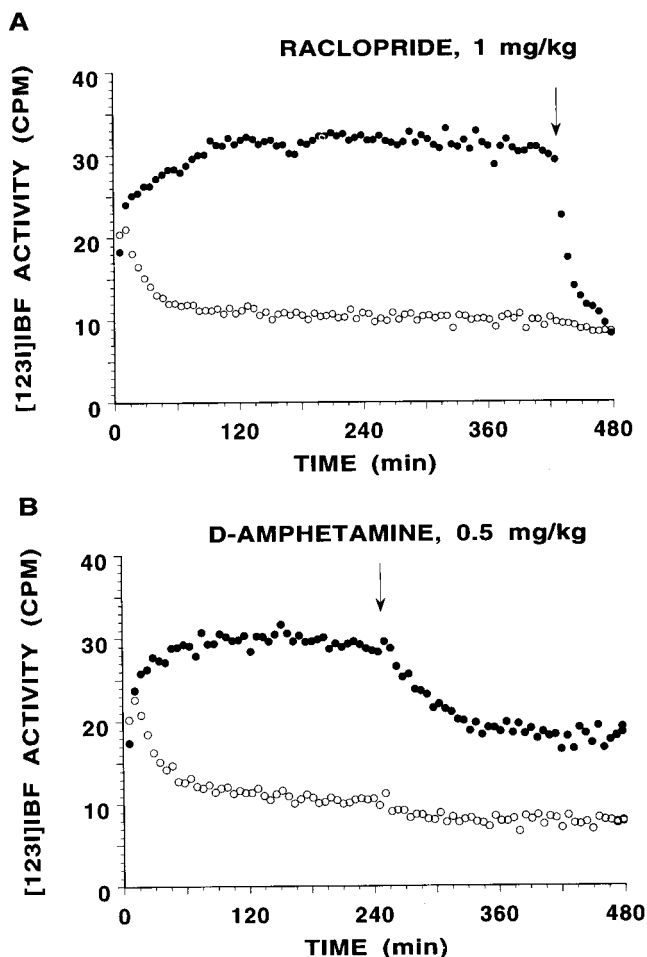 A
RACLOPRIDE, 1 mg/kg
[123I]IBF ACTIVITY (CPM)
40
30
20
10
0
0 120 240 360 480
TIME (min)
B
D-AMPHETAMINE, 0.5 mg/kg
[123I]IBF ACTIVITY (CPM)
40
30
20
10
0
0 120 240 360 480
TIME (min)